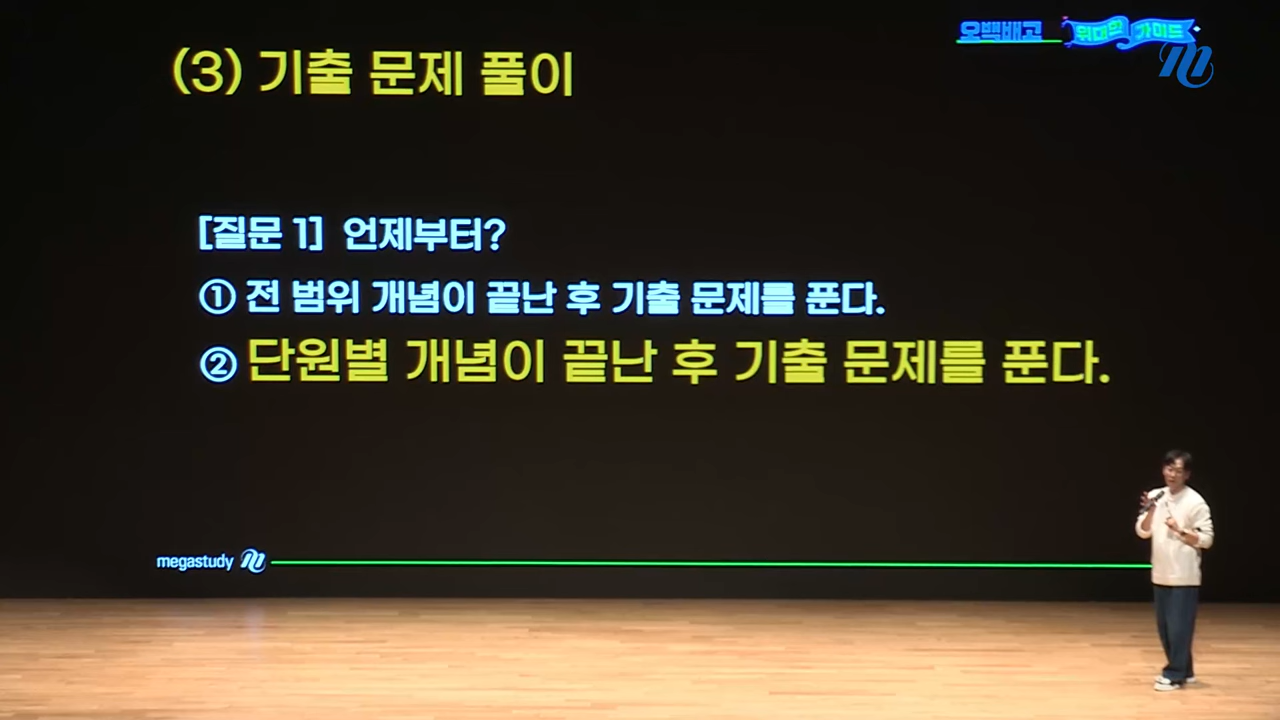 오백배고 위대한 가이드
(3) 기출 문제 풀이
[질문 1] 언제부터?
① 전 범위 개념이 끝난 후 기출 문제를 푼다.
② 단원별 개념이 끝난 후 기출 문제를 푼다.
megastudy